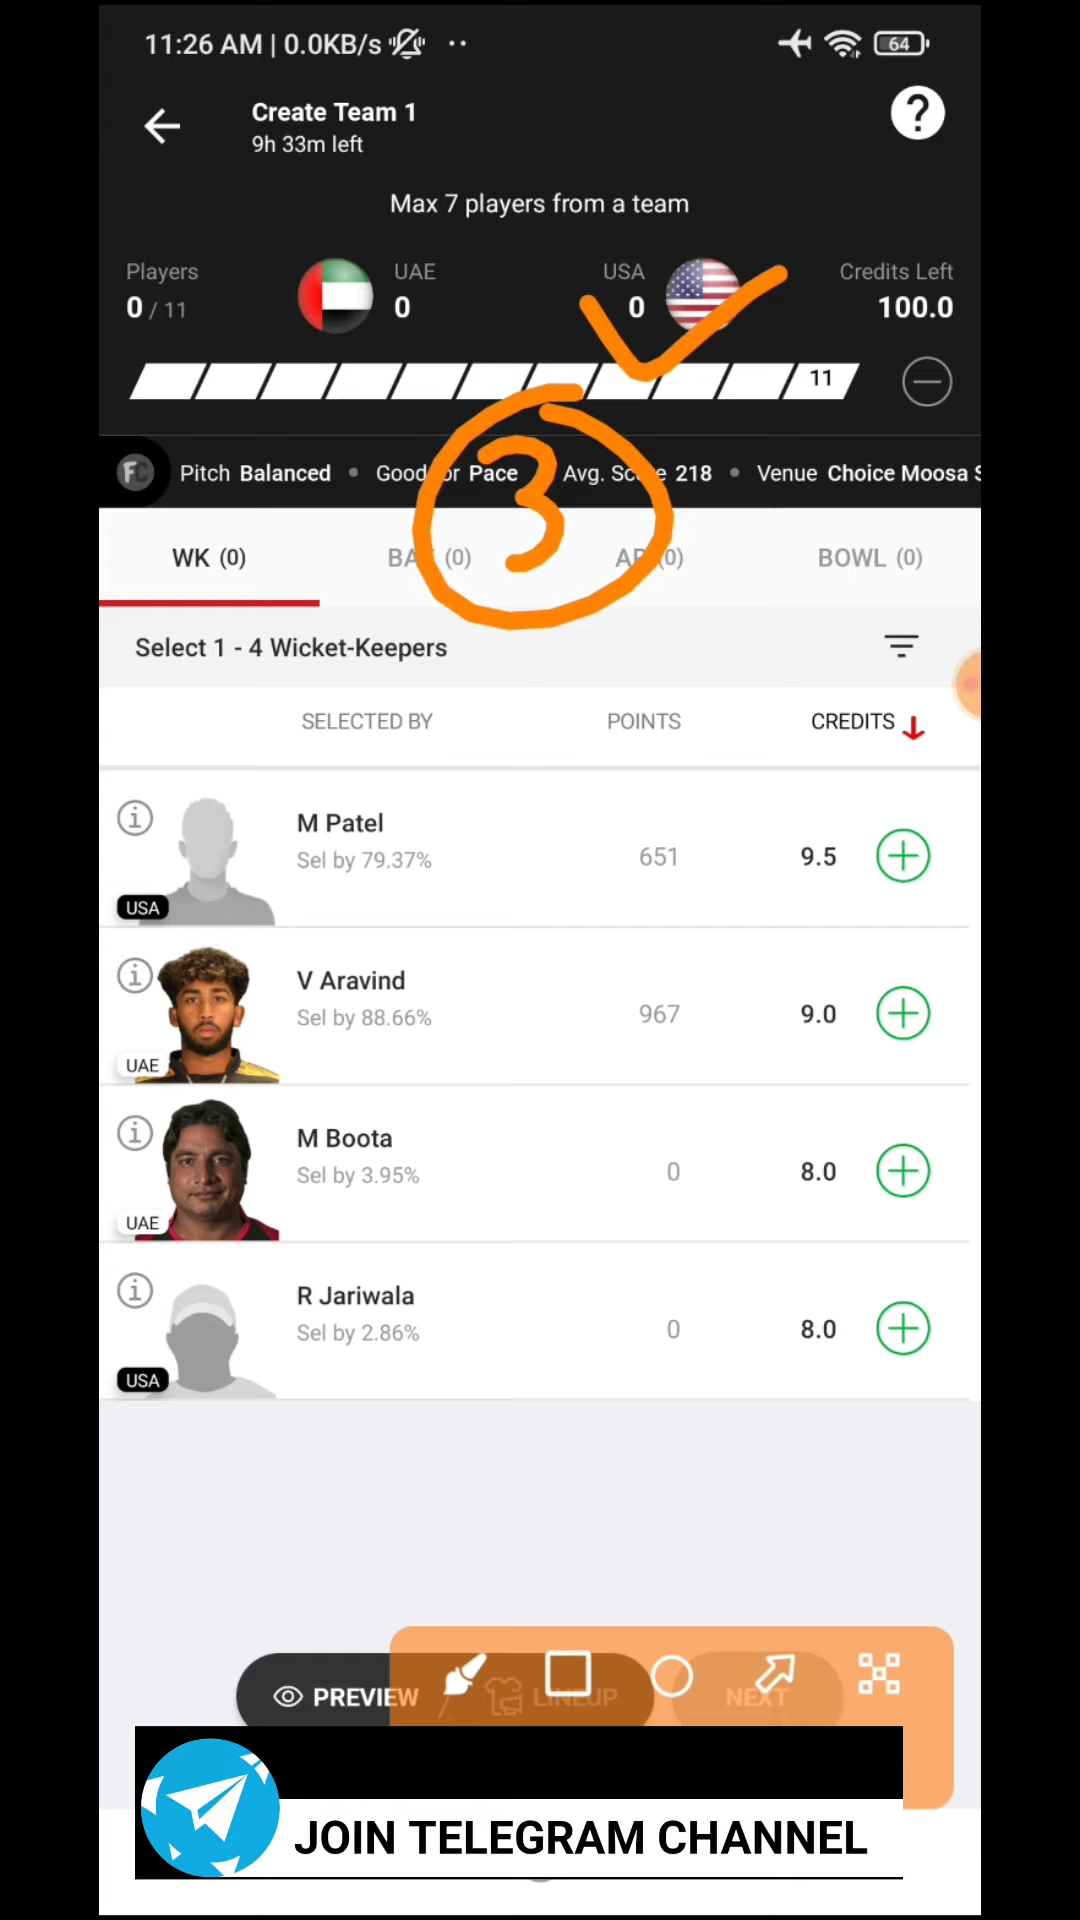 11:26 AM | 0.0KB/s
64
Create Team 1
9h 33m left
?
Max 7 players from a team
Players
0 / 11
UAE
0
USA
0
Credits Left
100.0
11
FC Pitch Balanced • Good for Pace • Avg. Score 218 • Venue Choice Moosa S
3
WK (0)
BAT (0)
AR (0)
BOWL (0)
Select 1 - 4 Wicket-Keepers
SELECTED BY
POINTS
CREDITS
M Patel
Sel by 79.37%
651
9.5
USA
V Aravind
Sel by 88.66%
967
9.0
UAE
M Boota
Sel by 3.95%
0
8.0
UAE
R Jariwala
Sel by 2.86%
0
8.0
USA
PREVIEW
LINEUP
NEXT
JOIN TELEGRAM CHANNEL